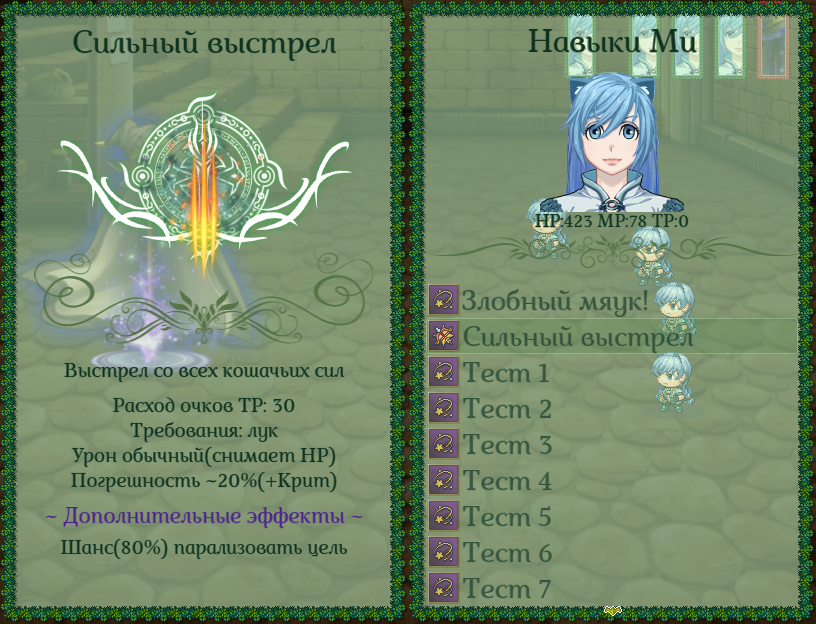 Сильный выстрел
Выстрел со всех кошачьих сил
Расход очков TP: 30
Требования: лук
Урон обычный(снимает HP)
Погрешность ~20%(+Крит)
~ Дополнительные эффекты ~
Шанс(80%) парализовать цель
Навыки Ми
HP:423 MP:78 TP:0
Злобный мяук!
Сильный выстрел
Тест 1
Тест 2
Тест 3
Тест 4
Тест 5
Тест 6
Тест 7